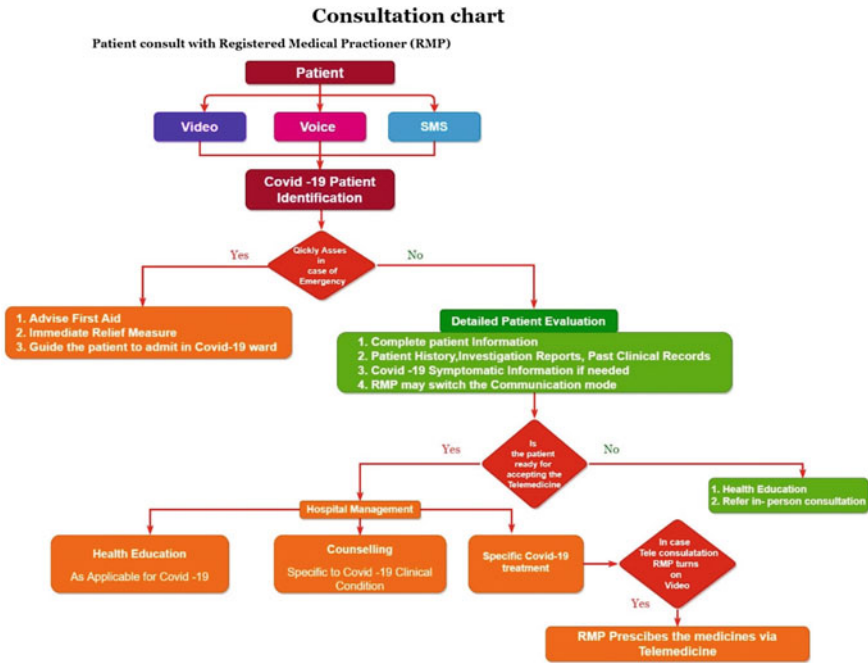 Consultation chart
Patient consult with Registered Medical Practioner (RMP)
Patient
Video
Voice
SMS
Covid -19 Patient
Identification
Yes
Qickly Asses
in
case of
Emergency
No
1. Advise First Aid
2. Immediate Relief Measure
3. Guide the patient to admit in Covid-19 ward
Detailed Patient Evaluation
1. Complete patient Information
2. Patient History,Investigation Reports, Past Clinical Records
3. Covid -19 Symptomatic Information if needed
4. RMP may switch the Communication mode
Yes
Is
the patient
ready for
accepting the
Telemedicine
No
1. Health Education
2. Refer in- person consultation
Hospital Management
Health Education
As Applicable for Covid -19
Counselling
Specific to Covid -19 Clinical
Condition
Specific Covid-19
treatment
In case
Tele consulatation
RMP turns
on
Video
Yes
RMP Prescibes the medicines via
Telemedicine